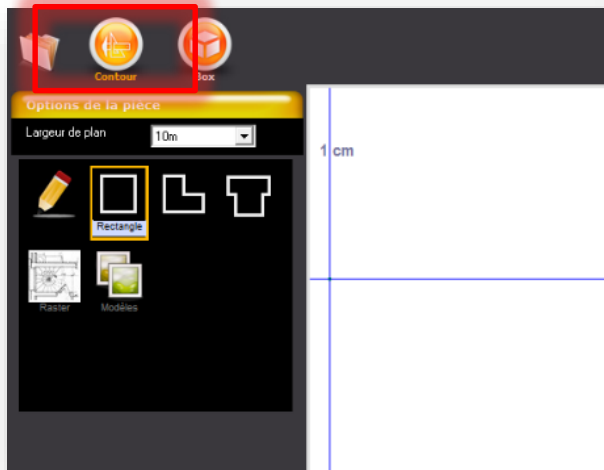 Contour
Box
Options de la pièce
Largeur de plan
10m
1 cm
Rectangle
Raster
Modèles